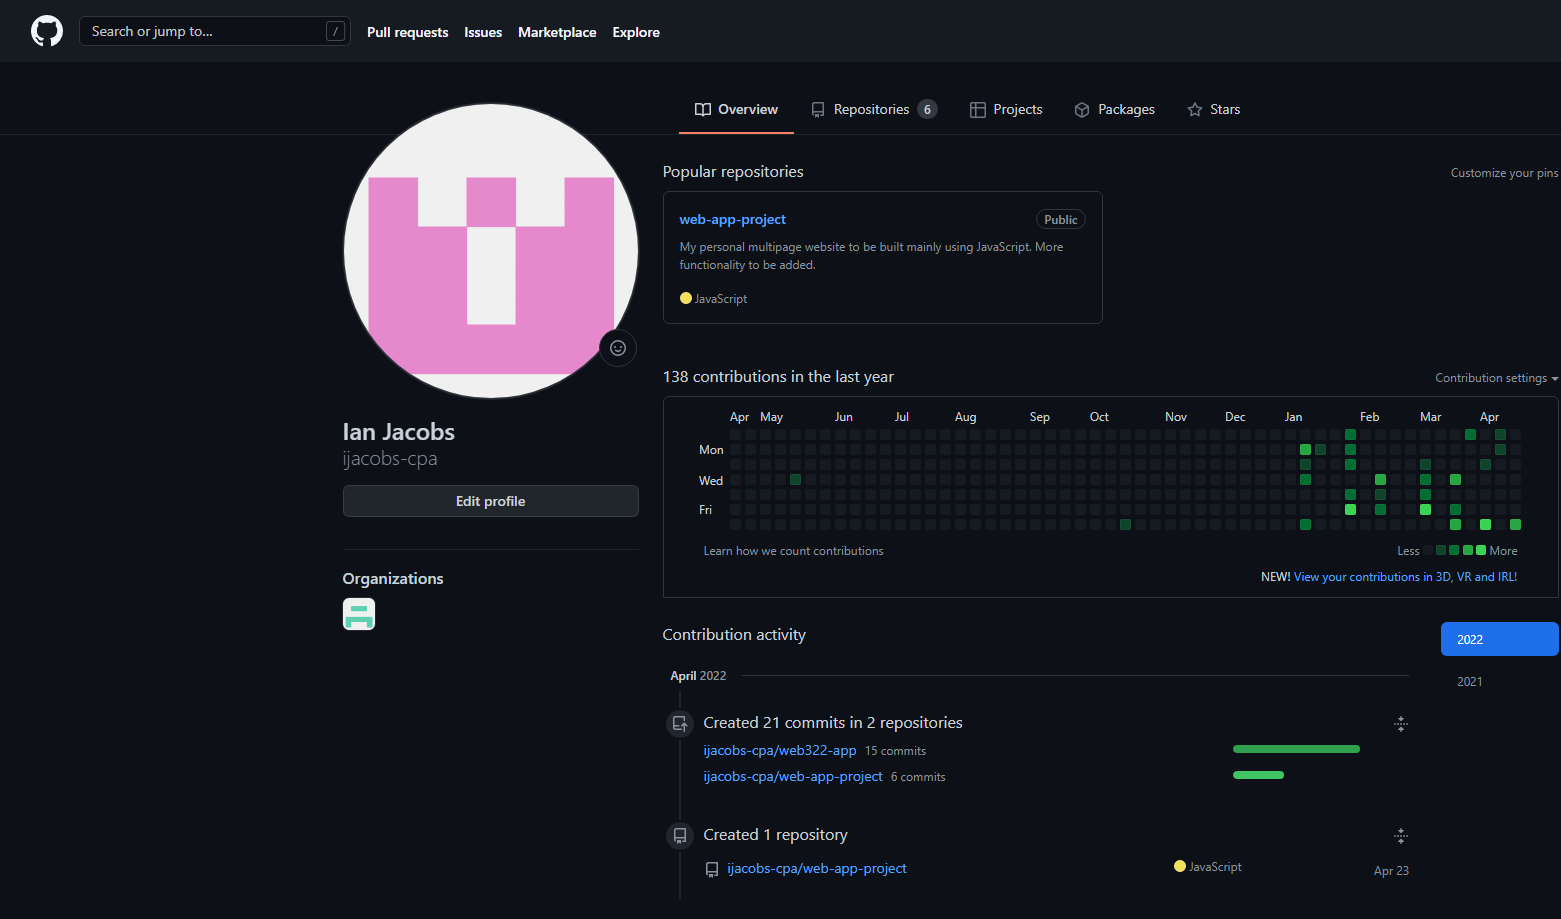 Search or jump to... /
Pull requests Issues Marketplace Explore
Overview Repositories 6 Projects Packages Stars
Ian Jacobs
ijacobs-cpa
Edit profile
Organizations
Popular repositories Customize your pins
web-app-project Public
My personal multipage website to be built mainly using JavaScript. More
functionality to be added.
JavaScript
138 contributions in the last year Contribution settings
Apr May Jun Jul Aug Sep Oct Nov Dec Jan Feb Mar Apr
Mon
Wed
Fri
Learn how we count contributions Less More
NEW! View your contributions in 3D, VR and IRL!
Contribution activity
2022
2021
April 2022
Created 21 commits in 2 repositories
ijacobs-cpa/web322-app 15 commits
ijacobs-cpa/web-app-project 6 commits
Created 1 repository
ijacobs-cpa/web-app-project JavaScript Apr 23